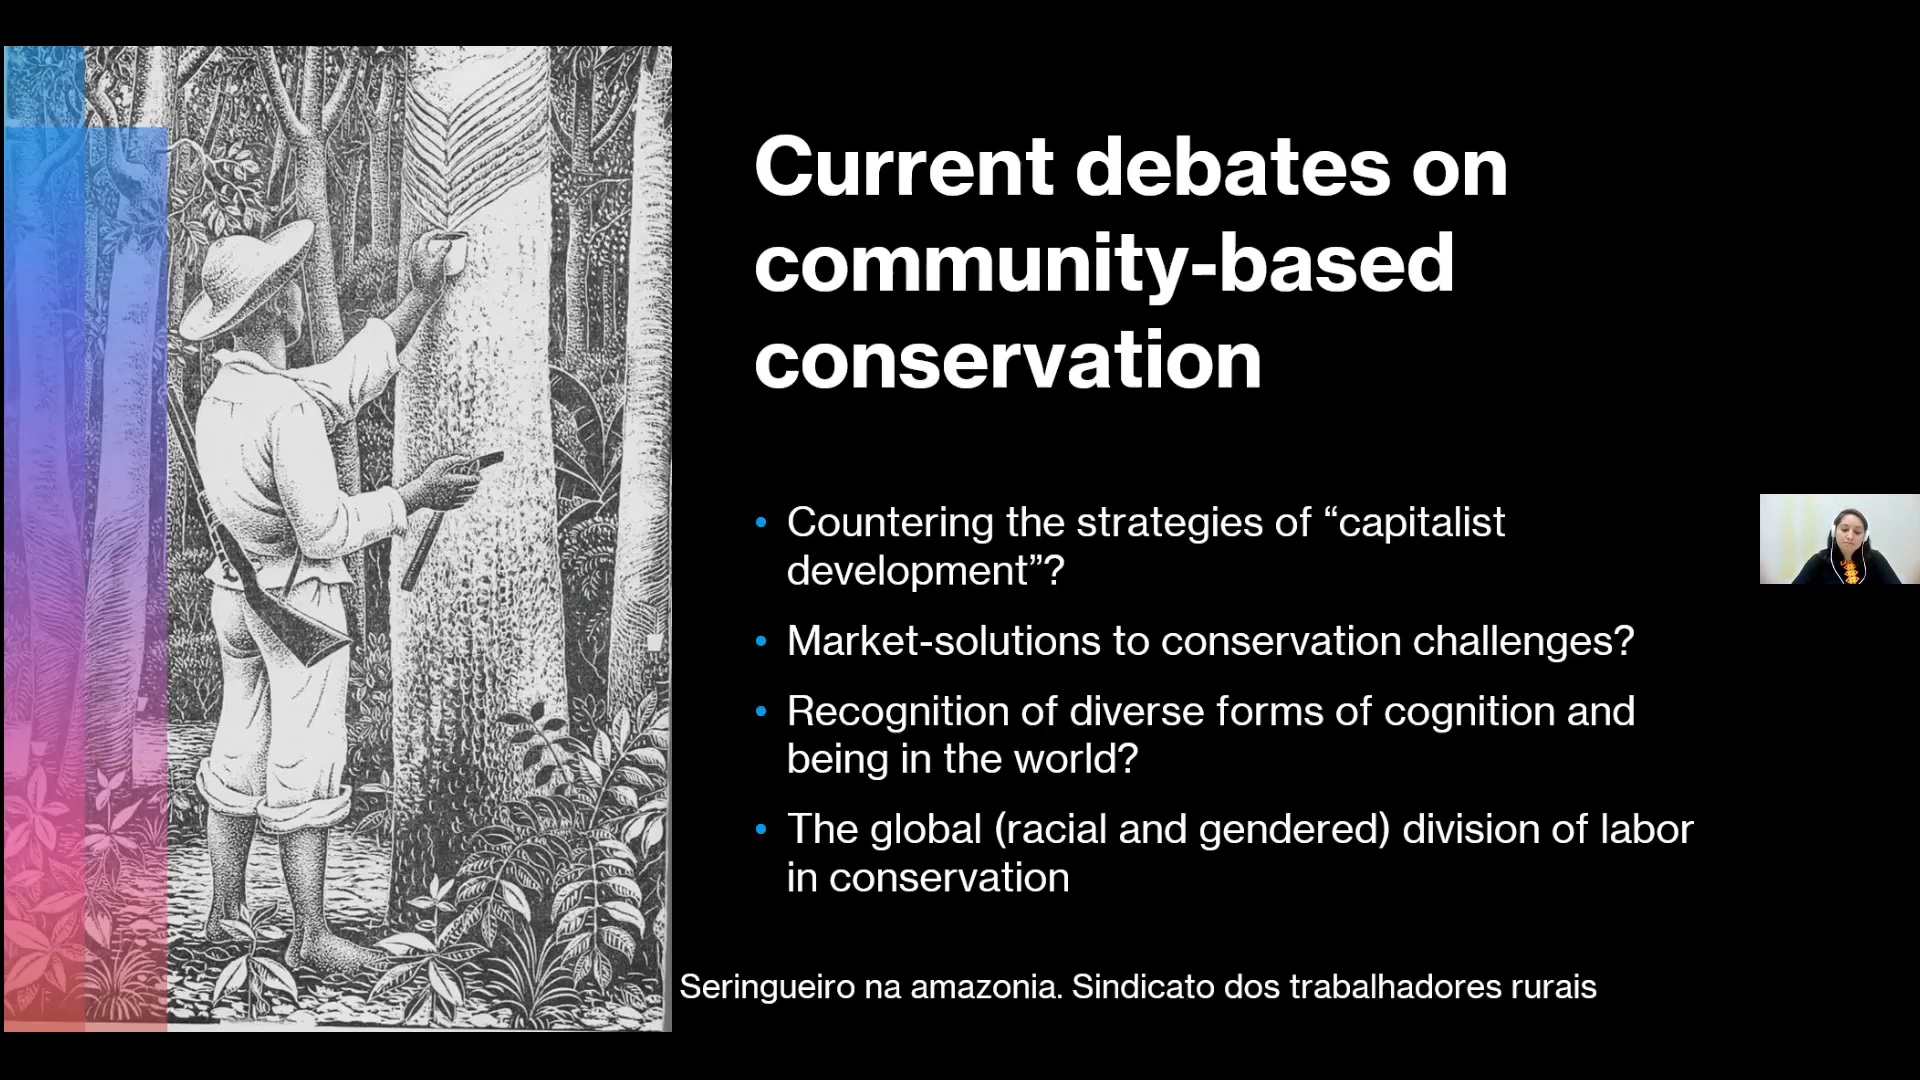 Current debates on
community-based
conservation
• Countering the strategies of “capitalist
development”?
• Market-solutions to conservation challenges?
• Recognition of diverse forms of cognition and
being in the world?
• The global (racial and gendered) division of labor
in conservation
Seringueiro na amazonia. Sindicato dos trabalhadores rurais